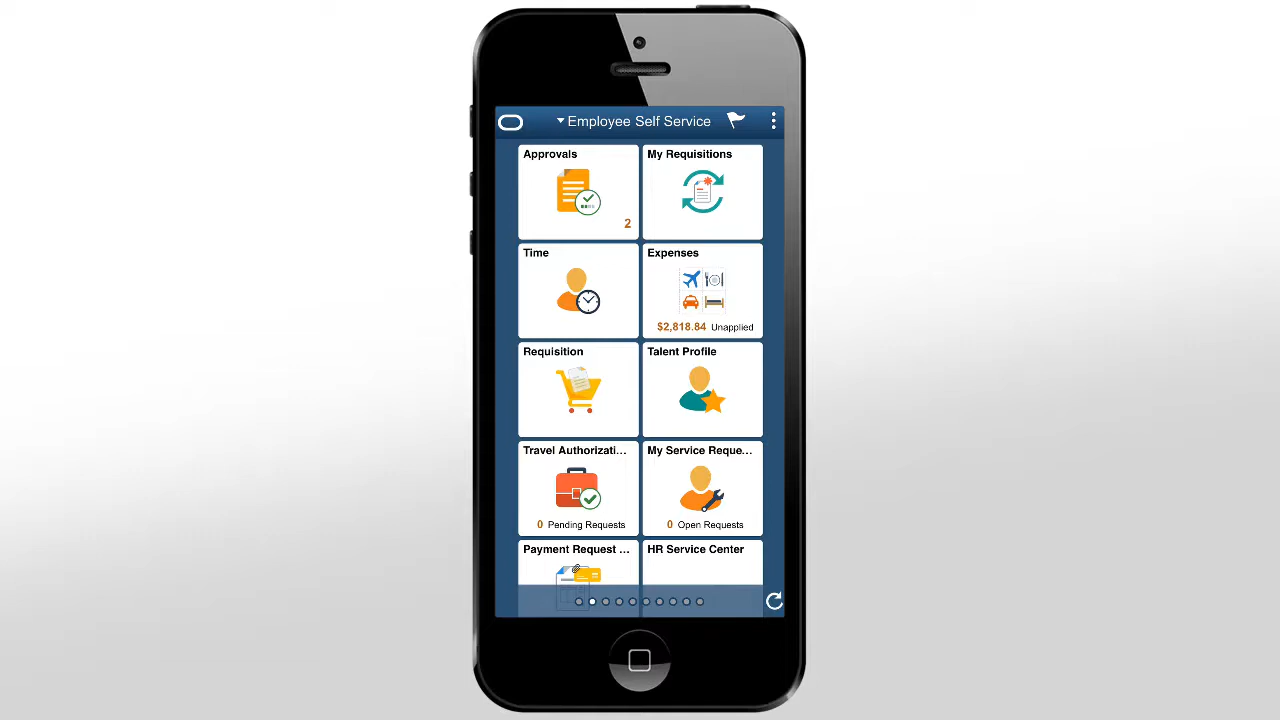 Employee Self Service
Approvals
2
My Requisitions
Time
Expenses
$2,818.84 Unapplied
Requisition
Talent Profile
Travel Authorizati...
0 Pending Requests
My Service Reque...
0 Open Requests
Payment Request ...
HR Service Center